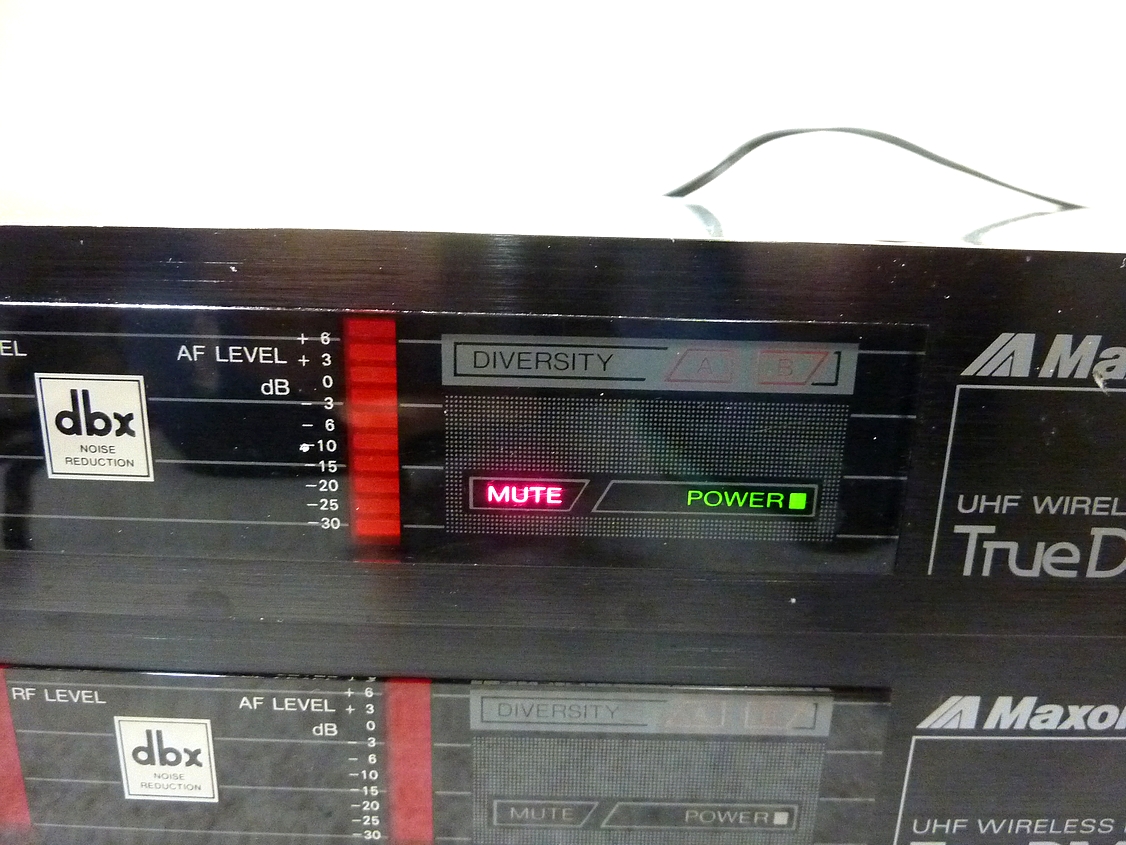 EL
AF LEVEL
dB
+ 6
+ 3
0
– 3
– 6
–10
–15
–20
–25
–30
dbx
NOISE
REDUCTION
DIVERSITY A B
MUTE POWER
Ma
UHF WIREL
True D
RF LEVEL
AF LEVEL
dB
+ 6
+ 3
0
– 3
– 6
–10
–15
–20
–25
–30
dbx
NOISE
REDUCTION
DIVERSITY
MUTE POWER
Maxo
UHF WIRELESS